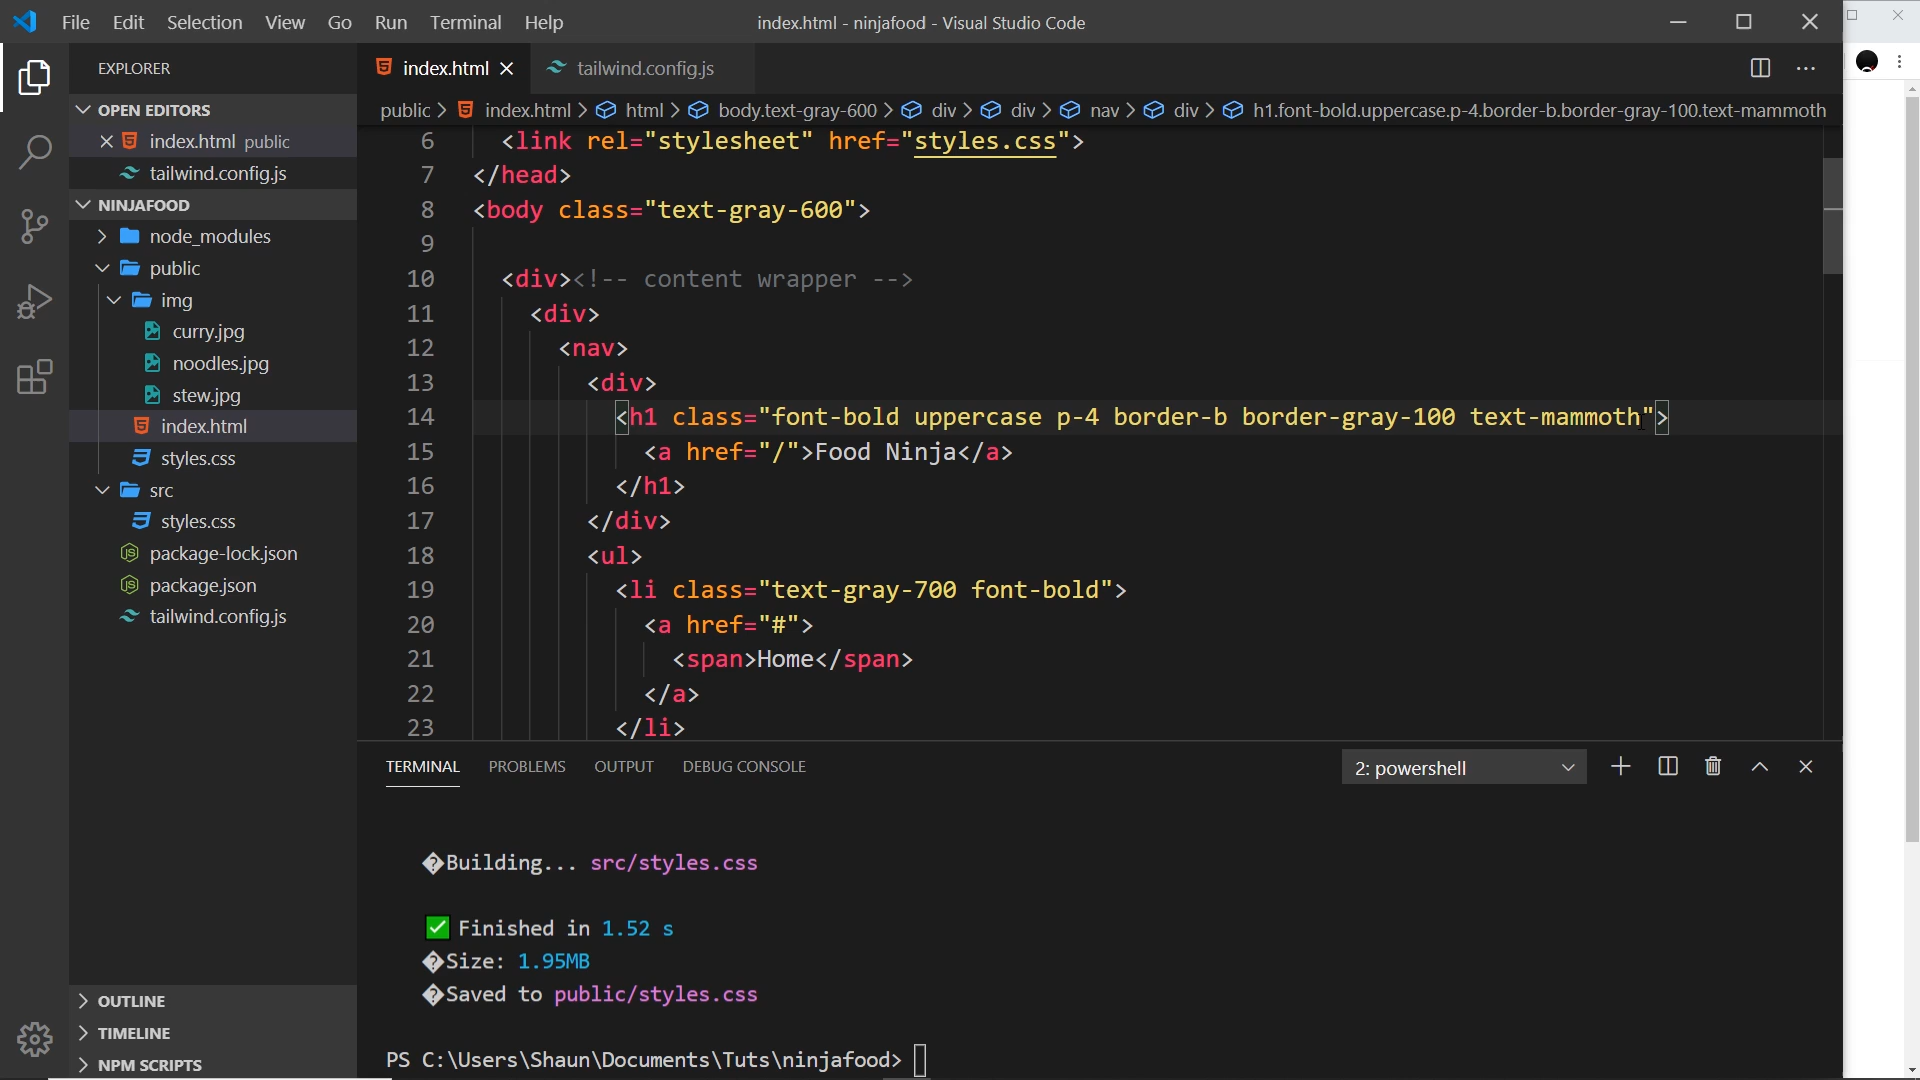 File Edit Selection View Go Run Terminal Help
index.html - ninjafood - Visual Studio Code
EXPLORER
OPEN EDITORS
index.html public
tailwind.config.js
NINJAFOOD
node_modules
public
img
curry.jpg
noodles.jpg
stew.jpg
index.html
styles.css
src
styles.css
package-lock.json
package.json
tailwind.config.js
OUTLINE
TIMELINE
NPM SCRIPTS
index.html
tailwind.config.js
public > index.html > html > body.text-gray-600 > div > div > nav > div > h1.font-bold.uppercase.p-4.border-b.border-gray-100.text-mammoth
6 <link rel="stylesheet" href="styles.css">
7 </head>
8 <body class="text-gray-600">
9
10 <div><!-- content wrapper -->
11 <div>
12 <nav>
13 <div>
14 <h1 class="font-bold uppercase p-4 border-b border-gray-100 text-mammoth">
15 <a href="/">Food Ninja</a>
16 </h1>
17 </div>
18 <ul>
19 <li class="text-gray-700 font-bold">
20 <a href="#">
21 <span>Home</span>
22 </a>
23 </li>
TERMINAL PROBLEMS OUTPUT DEBUG CONSOLE
2: powershell
�Building... src/styles.css
✅ Finished in 1.52 s
�Size: 1.95MB
�Saved to public/styles.css
PS C:\Users\Shaun\Documents\Tuts\ninjafood>